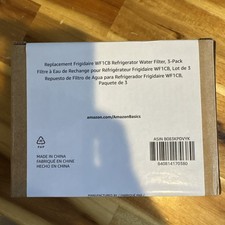 Replacement Frigidaire WF1CB Refrigerator Water Filter, 3-Pack
Filtre à Eau de Rechange pour Réfrigérateur Frigidaire WF1CB, Lot de 3
Repuesto de Filtro de Agua para Refrigerador Frigidaire WF1CB,
Paquete de 3
amazon.com/AmazonBasics
MADE IN CHINA
FABRIQUÉ EN CHINE
HECHO EN CHINA